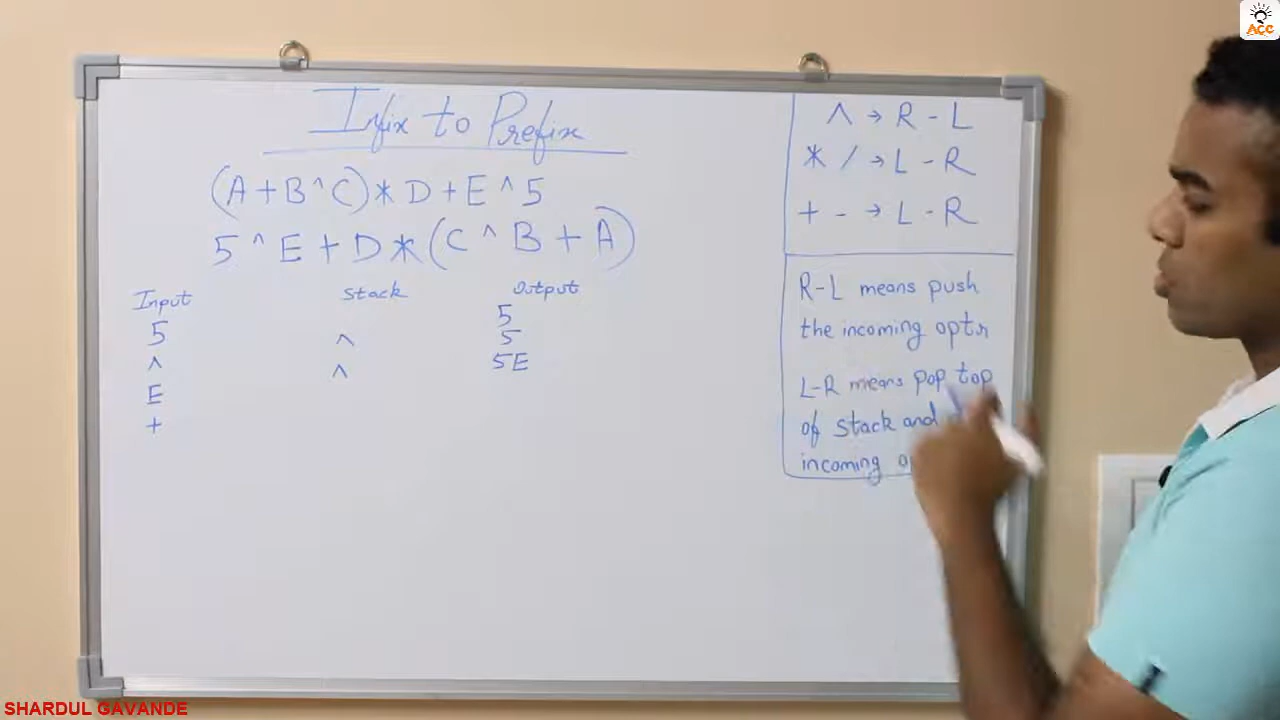 ACC
Infix to Prefix
(A+B^C)*D+E^5
5^E+D*(C^B+A)
Input Stack Output
5 5
^ ^ 5
E ^ 5E
+
^ → R - L
* / → L - R
+ - → L - R
R-L means push
the incoming optr
L-R means pop top
of stack and
incoming
SHARDUL GAVANDE